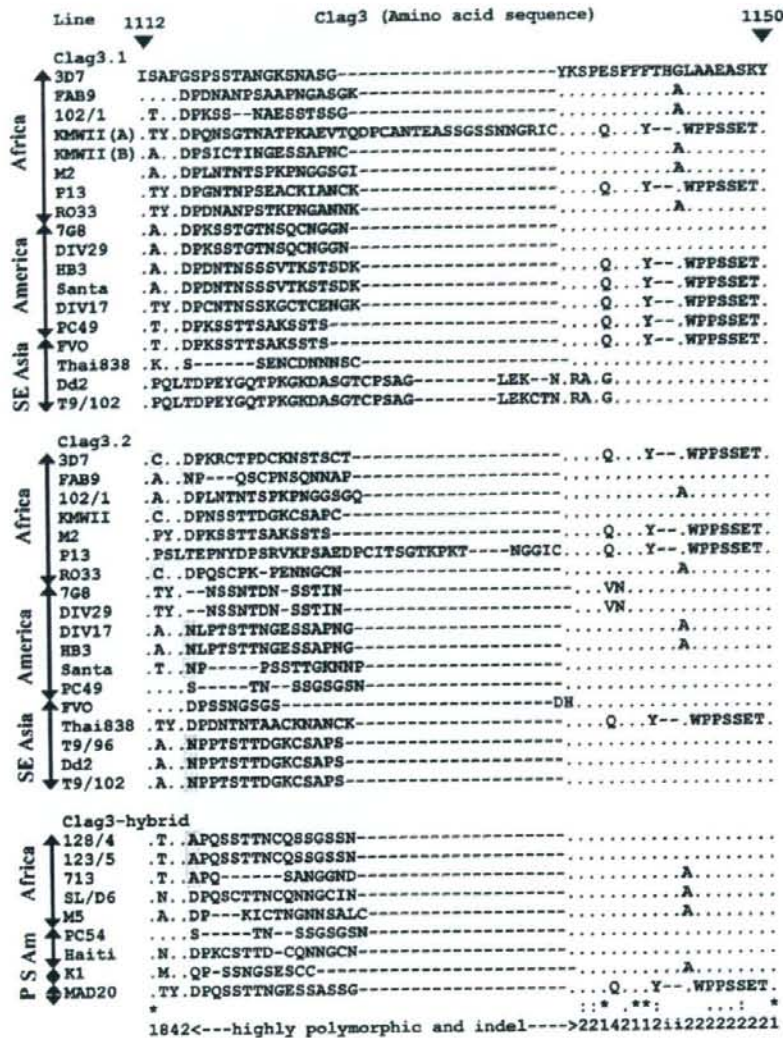 Line 1112 Clag3 (Amino acid sequence) 1150
Clag3.1
3D7 ISAFGSPSSTANGKSNASG------------------------YKSPESFFFTHGLAAEASKY
FAB9 ....DPDNANPSAAPNGASGK----------------------..............A........
102/1 .T..DPKSS--NAESSTSSG-----------------------..............A........
KMWII(A) .TY.DPQNSGTNATPKAEVTQDPCANTEASSGSSNNGRIC....Q...Y--.WPPSSET.
KMWII(B) .A..DPSICTINGESSAPNC-----------------------..............A........
M2 .A..DPLNTNTSPKPNGGSGI----------------------..............A........
P13 .TY.DPGNTNPSEACKIANCK----------------------....Q...Y--.WPPSSET.
RO33 .TY.DPDNANPSTKPNGANNK----------------------..............A........
7G8 .A..DPKSSTGTNSQCNGGN-----------------------.......................
DIV29 .A..DPKSSTGTNSQCNGGN-----------------------.......................
HB3 .A..DPDNTNSSSVTKSTSDK----------------------....Q...Y--.WPPSSET.
Santa .A..DPDNTNSSSVTKSTSDK----------------------....Q...Y--.WPPSSET.
DIV17 .TY.DPCNTNSSKGCTCENGK----------------------....Q...Y--.WPPSSET.
PC49 .T..DPKSSTTSAKSSTS-------------------------....Q...Y--.WPPSSET.
FVO .T..DPKSSTTSAKSSTS-------------------------....Q...Y--.WPPSSET.
Thai838 .K..S-----SENCDNNNSC-----------------------.......................
Dd2 .PQLTDPEYGQTPKGKDASGTCPSAG--------LEK--N.RA.G.................
T9/102 .PQLTDPEYGQTPKGKDASGTCPSAG--------LEKCTN.RA.G.................
Africa
America
SE Asia
Clag3.2
3D7 .C..DPKRCTPDCKNSTSCT-----------------------....Q...Y--.WPPSSET.
FAB9 .A..NP---QSCPNSQNNAP-----------------------.......................
102/1 .A..DPLNTNTSPKPNGGSGQ----------------------..............A........
KMWII .C..DPNSSTTDGKCSAPC------------------------.......................
M2 .PY.DPKSSTTSAKSSTS-------------------------....Q...Y--.WPPSSET.
P13 .PSLTEPNYDPSRVKPSAEDPCITSGTKPKT-----NGGIC....Q...Y--.WPPSSET.
RO33 .C..DPQSCPK-PENNGCN------------------------..............A........
7G8 .TY.--NSSNTDN-SSTIN------------------------....VN.................
DIV29 .TY.--NSSNTDN-SSTIN------------------------....VN.................
DIV17 .A..NLPTSTTNGESSAPNG-----------------------..............A........
HB3 .A..NLPTSTTNGESSAPNG-----------------------..............A........
Santa .T..NP-----PSSTTGKNNP----------------------.......................
PC49 ....S-----TN--SSGSGSN----------------------.......................
FVO ....DPSSNGSGS------------------------------DH.....................
Thai838 .TY.DPDNTNTAACKNANCK-----------------------....Q...Y--.WPPSSET.
T9/96 .A..NPPTSTTDGKCSAPS------------------------.......................
Dd2 .A..NPPTSTTDGKCSAPS------------------------.......................
T9/102 .A..NPPTSTTDGKCSAPS------------------------.......................
Africa
America
SE Asia
Clag3-hybrid
128/4 .T..APQSSTTNCQSSGSSN-----------------------.......................
123/5 .T..APQSSTTNCQSSGSSN-----------------------.......................
713 .T..APQ------SANGGND-----------------------..............A........
SL/D6 .N..DPQSCTTNCQNNGCIN-----------------------..............A........
M5 .A..DP---KICTNGNNSALC----------------------..............A........
PC54 ....S-----TN--SSGSGSN----------------------.......................
Haiti .N..DPKCSTTD-CQNNGCN-----------------------.......................
K1 .M..QP-SSNGSESCC---------------------------..............A........
MAD20 .TY.DPQSSTTNGESSASSG-----------------------....Q...Y--.WPPSSET.
Africa
P S Am
* ::*: ** :..... : *
1842<---highly polymorphic and indel---->22142112ii222222221